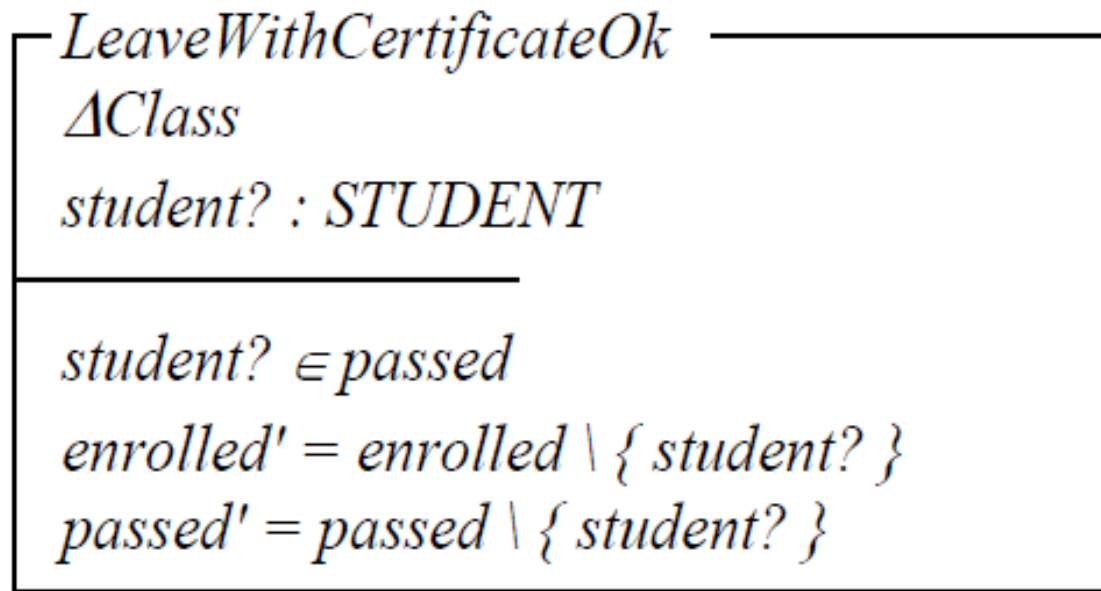 LeaveWithCertificateOk
ΔClass
student? : STUDENT
student? ∈ passed
enrolled' = enrolled \ { student? }
passed' = passed \ { student? }